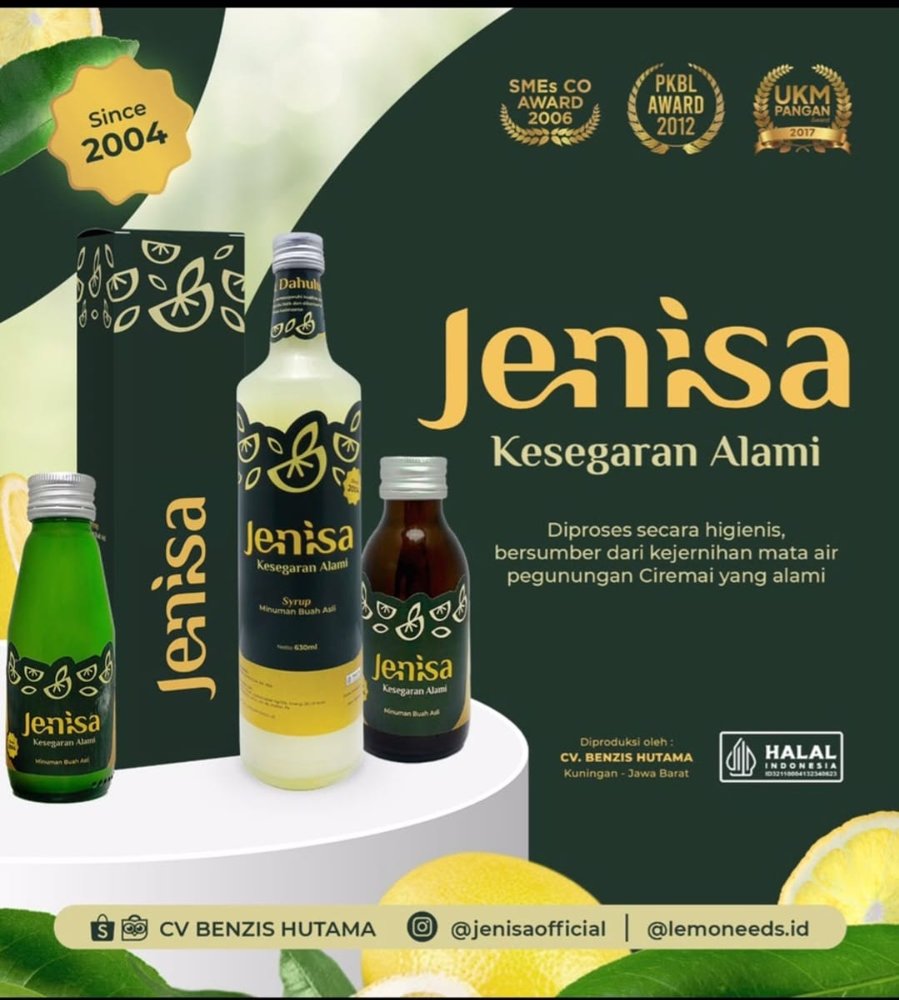 Since
2004
SMEs CO
AWARD
2006
PKBL
AWARD
2012
UKM
PANGAN
2017
Jenisa
Kesegaran Alami
Diproses secara higienis,
bersumber dari kejernihan mata air
pegunungan Ciremai yang alami
Jenisa
Dahulu
Jenisa
Kesegaran Alami
Syrup
Minuman Buah Asli
Netto 630ml
Jenisa
Kesegaran Alami
Minuman Buah Asli
Jenisa
Kesegaran Alami
Minuman Buah Asli
Diproduksi oleh :
CV. BENZIS HUTAMA
Kuningan - Jawa Barat
HALAL
INDONESIA
CV BENZIS HUTAMA
@jenisaofficial | @lemoneeds.id